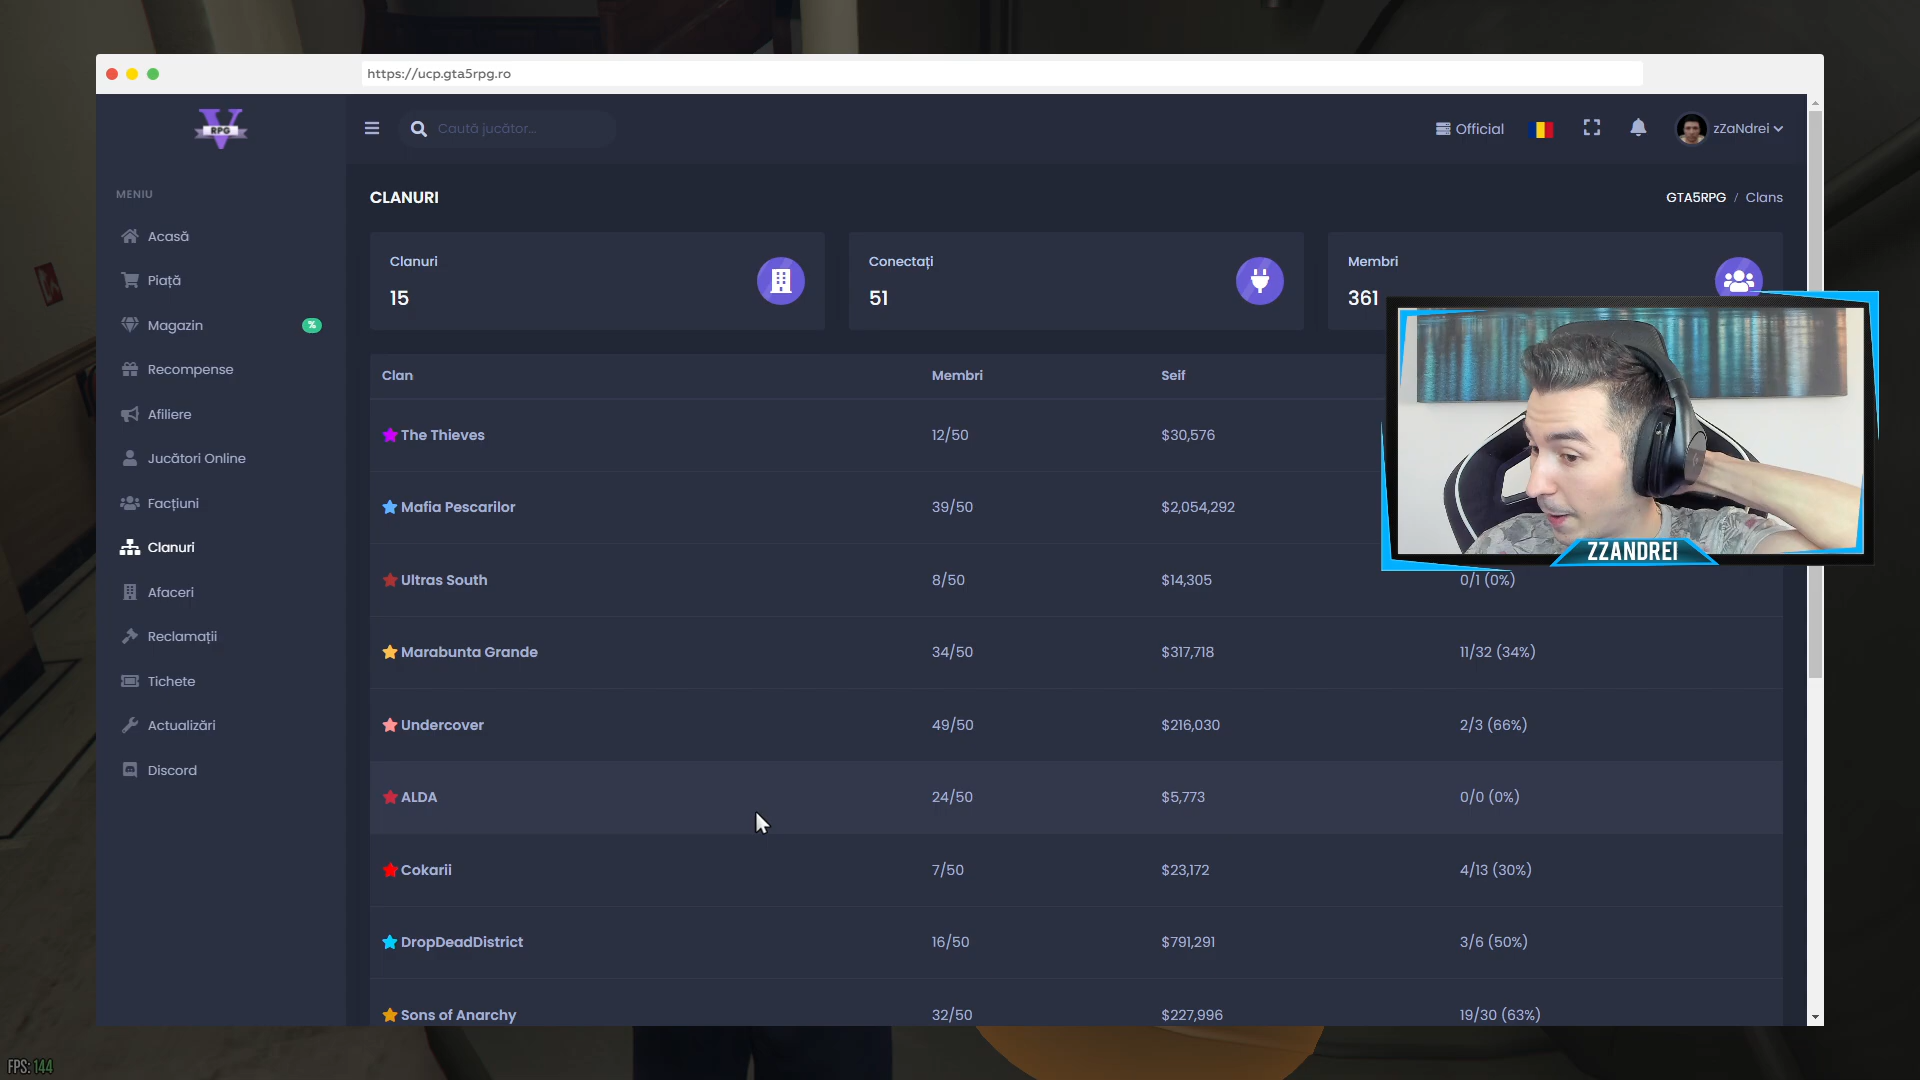 https://ucp.gta5rpg.ro
V
RPG
Caută jucător...
Official
zZaNdrei
MENIU
Acasă
Piață
Magazin
%
Recompense
Afiliere
Jucători Online
Facțiuni
Clanuri
Afaceri
Reclamații
Tichete
Actualizări
Discord
CLANURI
GTA5RPG / Clans
Clanuri
15
Conectați
51
Membri
361
Clan Membri Seif
The Thieves 12/50 $30,576
Mafia Pescarilor 39/50 $2,054,292
Ultras South 8/50 $14,305 0/1 (0%)
Marabunta Grande 34/50 $317,718 11/32 (34%)
Undercover 49/50 $216,030 2/3 (66%)
ALDA 24/50 $5,773 0/0 (0%)
Cokarii 7/50 $23,172 4/13 (30%)
DropDeadDistrict 16/50 $791,291 3/6 (50%)
Sons of Anarchy 32/50 $227,996 19/30 (63%)
ZZANDREI
FPS: 144